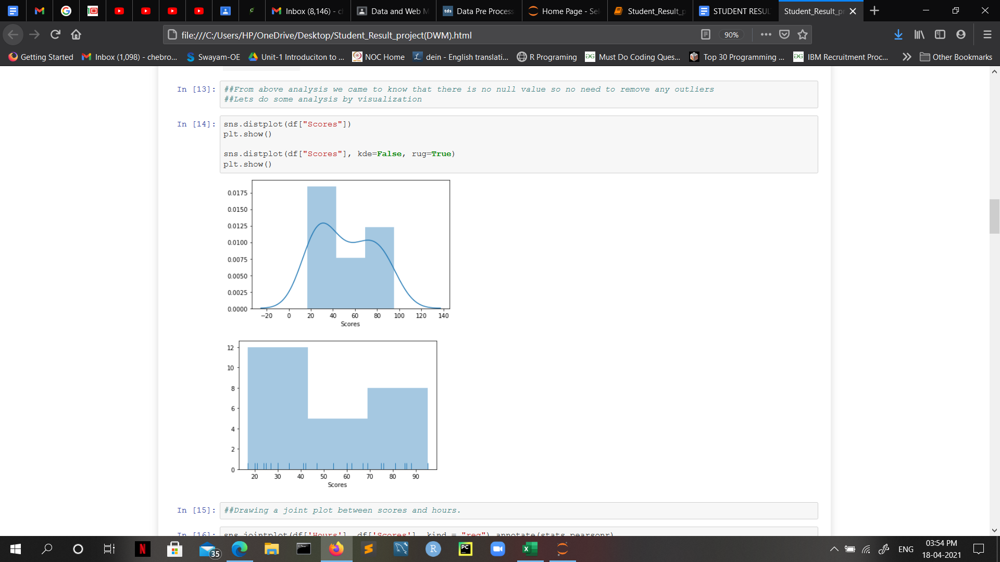 Inbox (8,146) - c
Data and Web M
tds
Data Pre Process
Home Page - Sel
Student_Result_p
STUDENT RESUL
Student_Result_pr
file:///C:/Users/HP/OneDrive/Desktop/Student_Result_project(DWM).html
90%
Getting Started
Inbox (1,098) - chebro...
Swayam-OE
Unit-1 Introduciton to ...
NOC Home
dein - English translati...
R Programing
Must Do Coding Ques...
Top 30 Programming ...
IBM Recruitment Proc...
Other Bookmarks
In [13]:
##From above analysis we came to know that there is no null value so no need to remove any outliers
##Lets do some analysis by visualization
In [14]:
sns.distplot(df["Scores"])
plt.show()
sns.distplot(df["Scores"], kde=False, rug=True)
plt.show()
0.0175
0.0150
0.0125
0.0100
0.0075
0.0050
0.0025
0.0000
−20 0 20 40 60 80 100 120 140
Scores
12
10
8
6
4
2
0
20 30 40 50 60 70 80 90
Scores
In [15]:
##Drawing a joint plot between scores and hours.
In [16]:
sns.jointplot(df['Hours'], df['Scores'], kind = "reg").annotate(stats.pearsonr)
N
35
R
PC
ENG
03:54 PM
18-04-2021